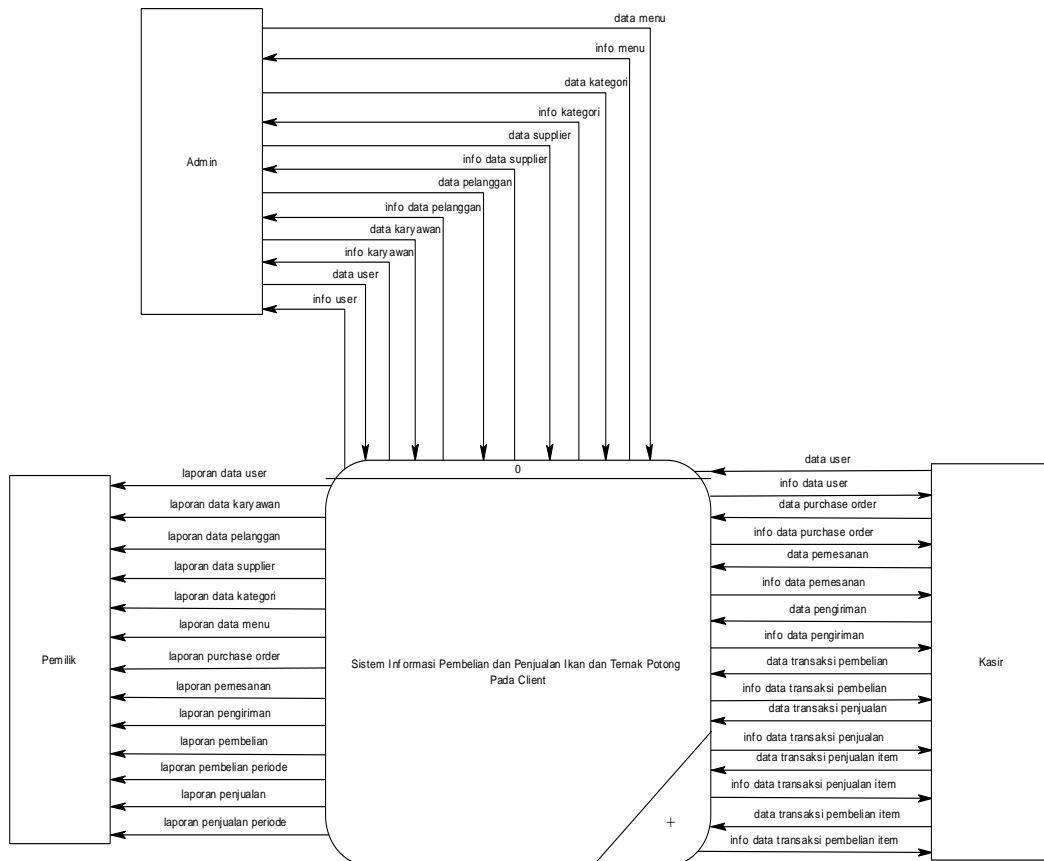 data menu
info menu
data kategori
info kategori
data supplier
Admin
info data supplier
data pelanggan
info data pelanggan
data karyawan
info karyawan
data user
info user
0
laporan data user
laporan data karyawan
laporan data pelanggan
laporan data supplier
laporan data kategori
laporan data menu
Pemilik
laporan purchase order
laporan pemesanan
laporan pengiriman
laporan pembelian
laporan pembelian periode
laporan penjualan
laporan penjualan periode
Sistem Informasi Pembelian dan Penjualan Ikan dan Ternak Potong
Pada Client
+
data user
info data user
data purchase order
info data purchase order
data pemesanan
info data pemesanan
data pengiriman
info data pengiriman
data transaksi pembelian
Kasir
info data transaksi pembelian
data transaksi penjualan
info data transaksi penjualan
data transaksi penjualan item
info data transaksi penjualan item
data transaksi pembelian item
info data transaksi pembelian item